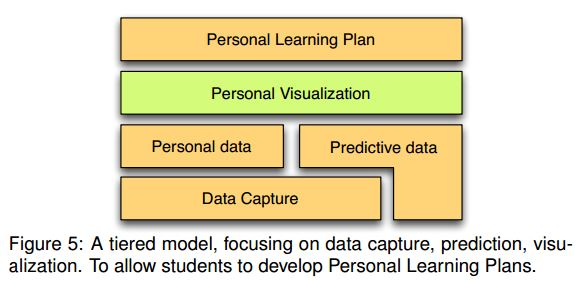 Personal Learning Plan
Personal Visualization
Personal data
Predictive data
Data Capture
Figure 5: A tiered model, focusing on data capture, prediction, visu-
alization. To allow students to develop Personal Learning Plans.